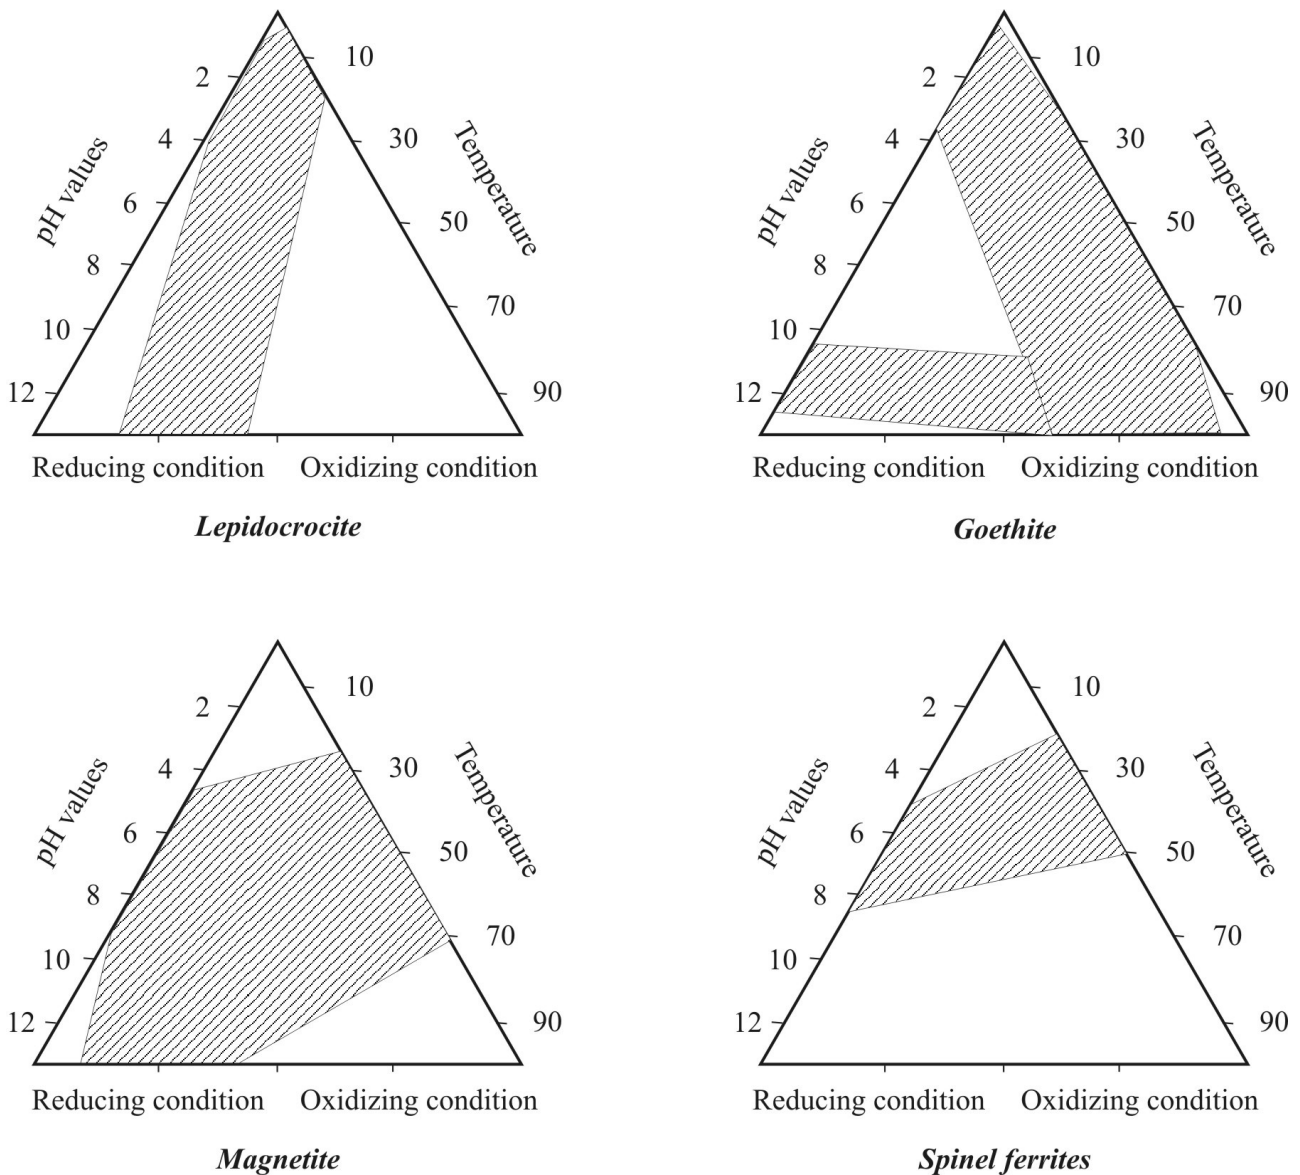 10
2
30
4
pH values
Temperature
6
50
8
10
70
12
90
Reducing condition
Oxidizing condition
Lepidocrocite
10
2
30
4
pH values
Temperature
6
50
8
10
70
12
90
Reducing condition
Oxidizing condition
Goethite
10
2
30
4
pH values
Temperature
6
50
8
10
70
12
90
Reducing condition
Oxidizing condition
Magnetite
10
2
30
4
pH values
Temperature
6
50
8
10
70
12
90
Reducing condition
Oxidizing condition
Spinel ferrites